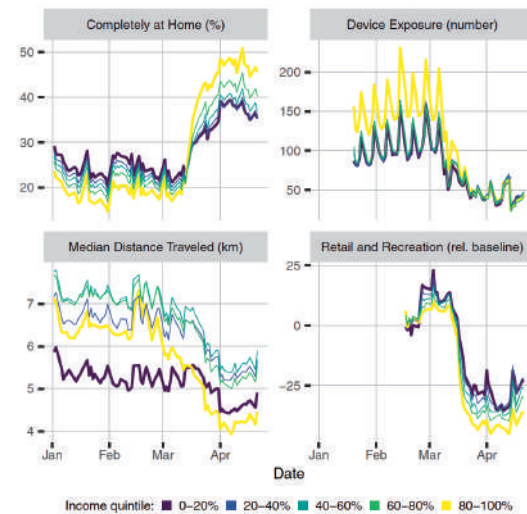 Completely at Home (%)
Device Exposure (number)
50
40
30
20
200
150
100
50
Median Distance Traveled (km)
Retail and Recreation (rel. baseline)
7
6
5
4
25
0
−25
Jan Feb Mar Apr
Jan Feb Mar Apr
Date
Income quintile: 0–20% 20–40% 40–60% 60–80% 80–100%